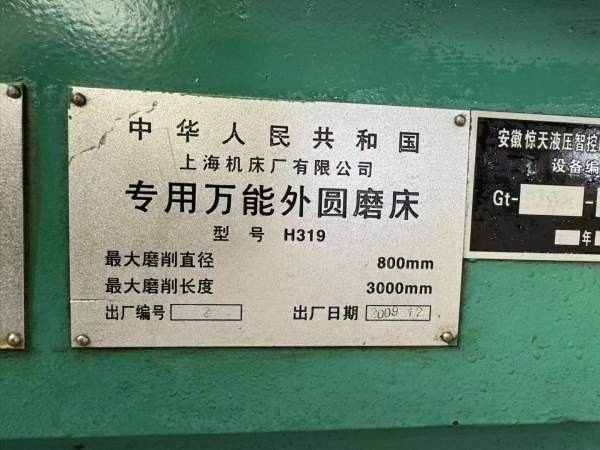 中华人民共和国
上海机床厂有限公司
专用万能外圆磨床
型 号 H319
最大磨削直径 800mm
最大磨削长度 3000mm
出厂编号 2 出厂日期 2009 12
安徽惊天液压智控
设备编
Gt-
年